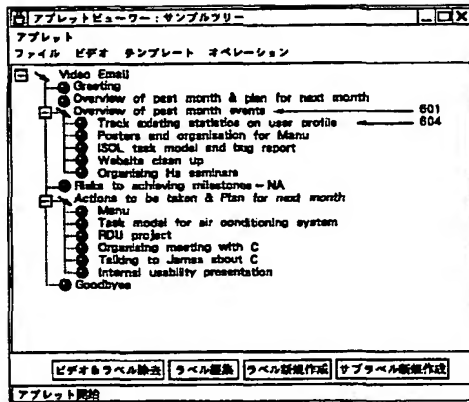 アプレットビューワー：サンプルツリー
アプレット
ファイル ビデオ テンプレート オペレーション
Video Email
Greeting
Overview of past month & plan for next month
Overview of past month events 601
Track existing statistics on user profile 604
Posters and organisation for Manu
ISOL task model and bug report
Website clean up
Organising Hs seminars
Risks to achieving milestones - NA
Actions to be taken & Plan for next month
Menu
Task model for air conditioning system
RDU project
Organising meeting with C
Talking to James about C
Internal usability presentation
Goodbyes
ビデオ&ラベル除去 ラベル編集 ラベル新規作成 サブラベル新規作成
アプレット開始